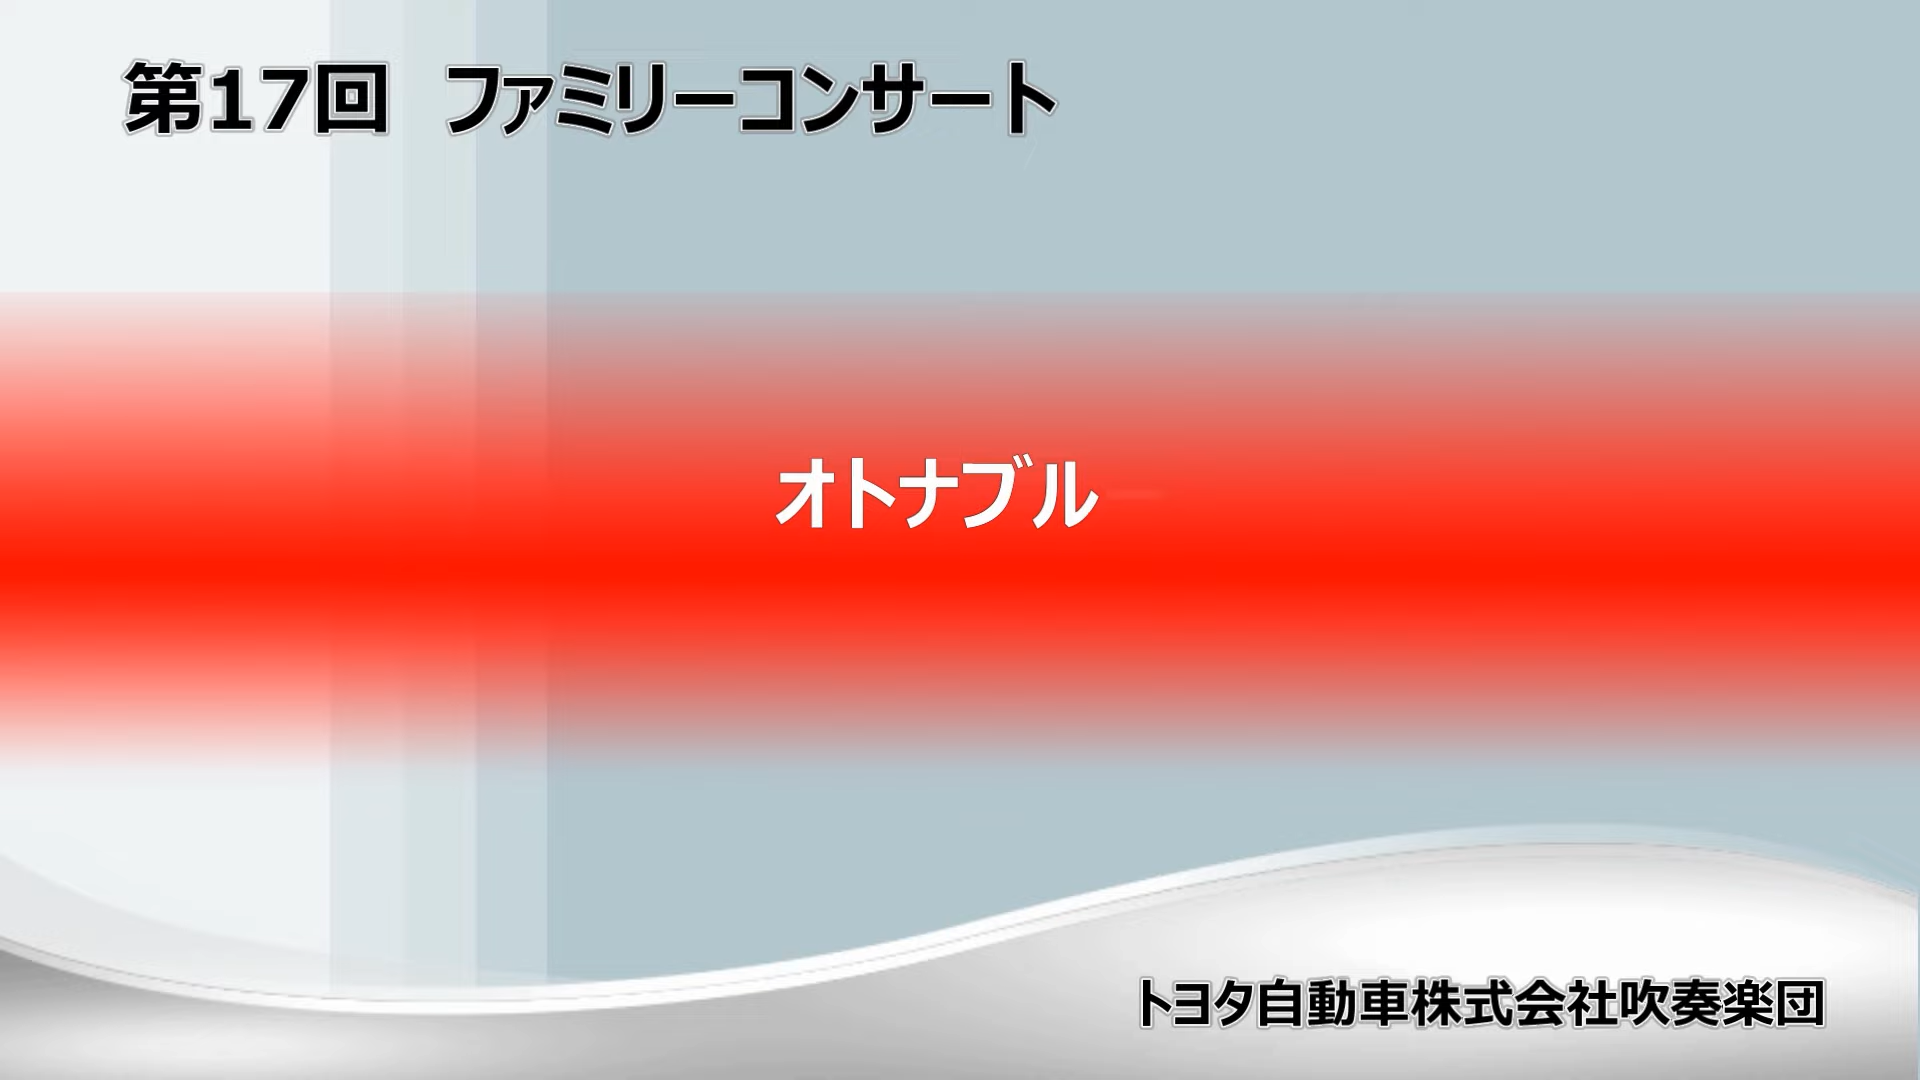 第17回　ファミリーコンサート
オトナブル
トヨタ自動車株式会社吹奏楽団